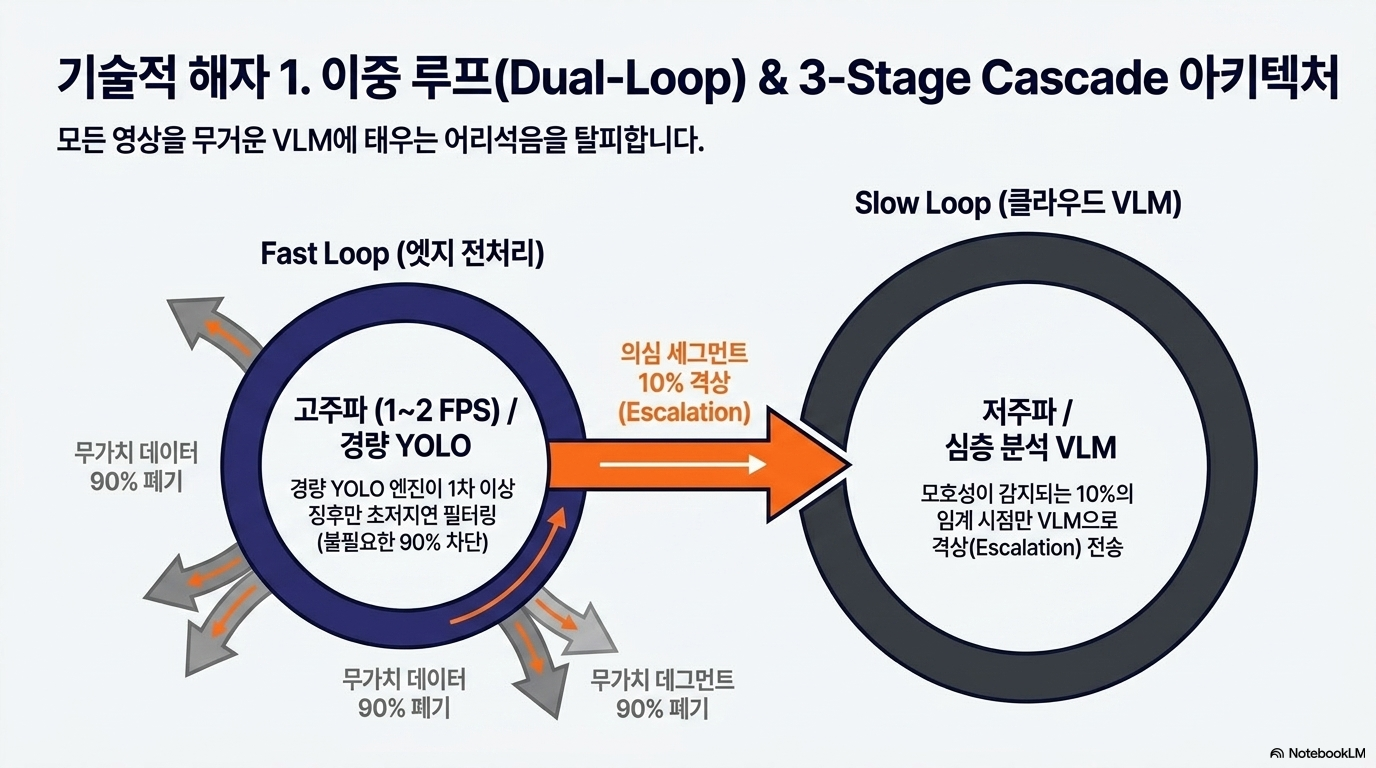 기술적 해자 1. 이중 루프(Dual-Loop) & 3-Stage Cascade 아키텍처
모든 영상을 무거운 VLM에 태우는 어리석음을 탈피합니다.
Fast Loop (엣지 전처리)
고주파 (1~2 FPS) /
경량 YOLO
경량 YOLO 엔진이 1차 이상
징후만 초저지연 필터링
(불필요한 90% 차단)
무가치 데이터
90% 폐기
무가치 데이터
90% 폐기
무가치 데그먼트
90% 폐기
의심 세그먼트
10% 격상
(Escalation)
Slow Loop (클라우드 VLM)
저주파 /
심층 분석 VLM
모호성이 감지되는 10%의
임계 시점만 VLM으로
격상(Escalation) 전송
NotebookLM